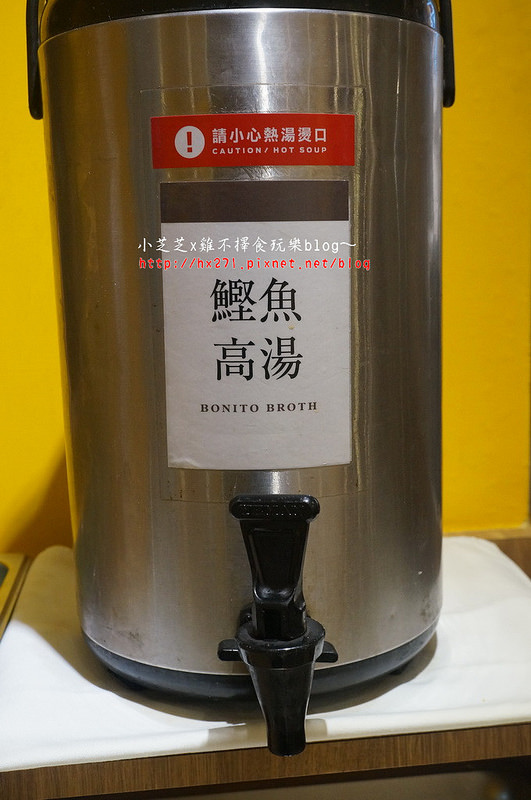 請小心熱湯燙口
CAUTION / HOT SOUP
小芝芝x雞不擇食玩樂blog～
http://hx271.pixnet.net/blog
鰹魚
高湯
BONITO BROTH